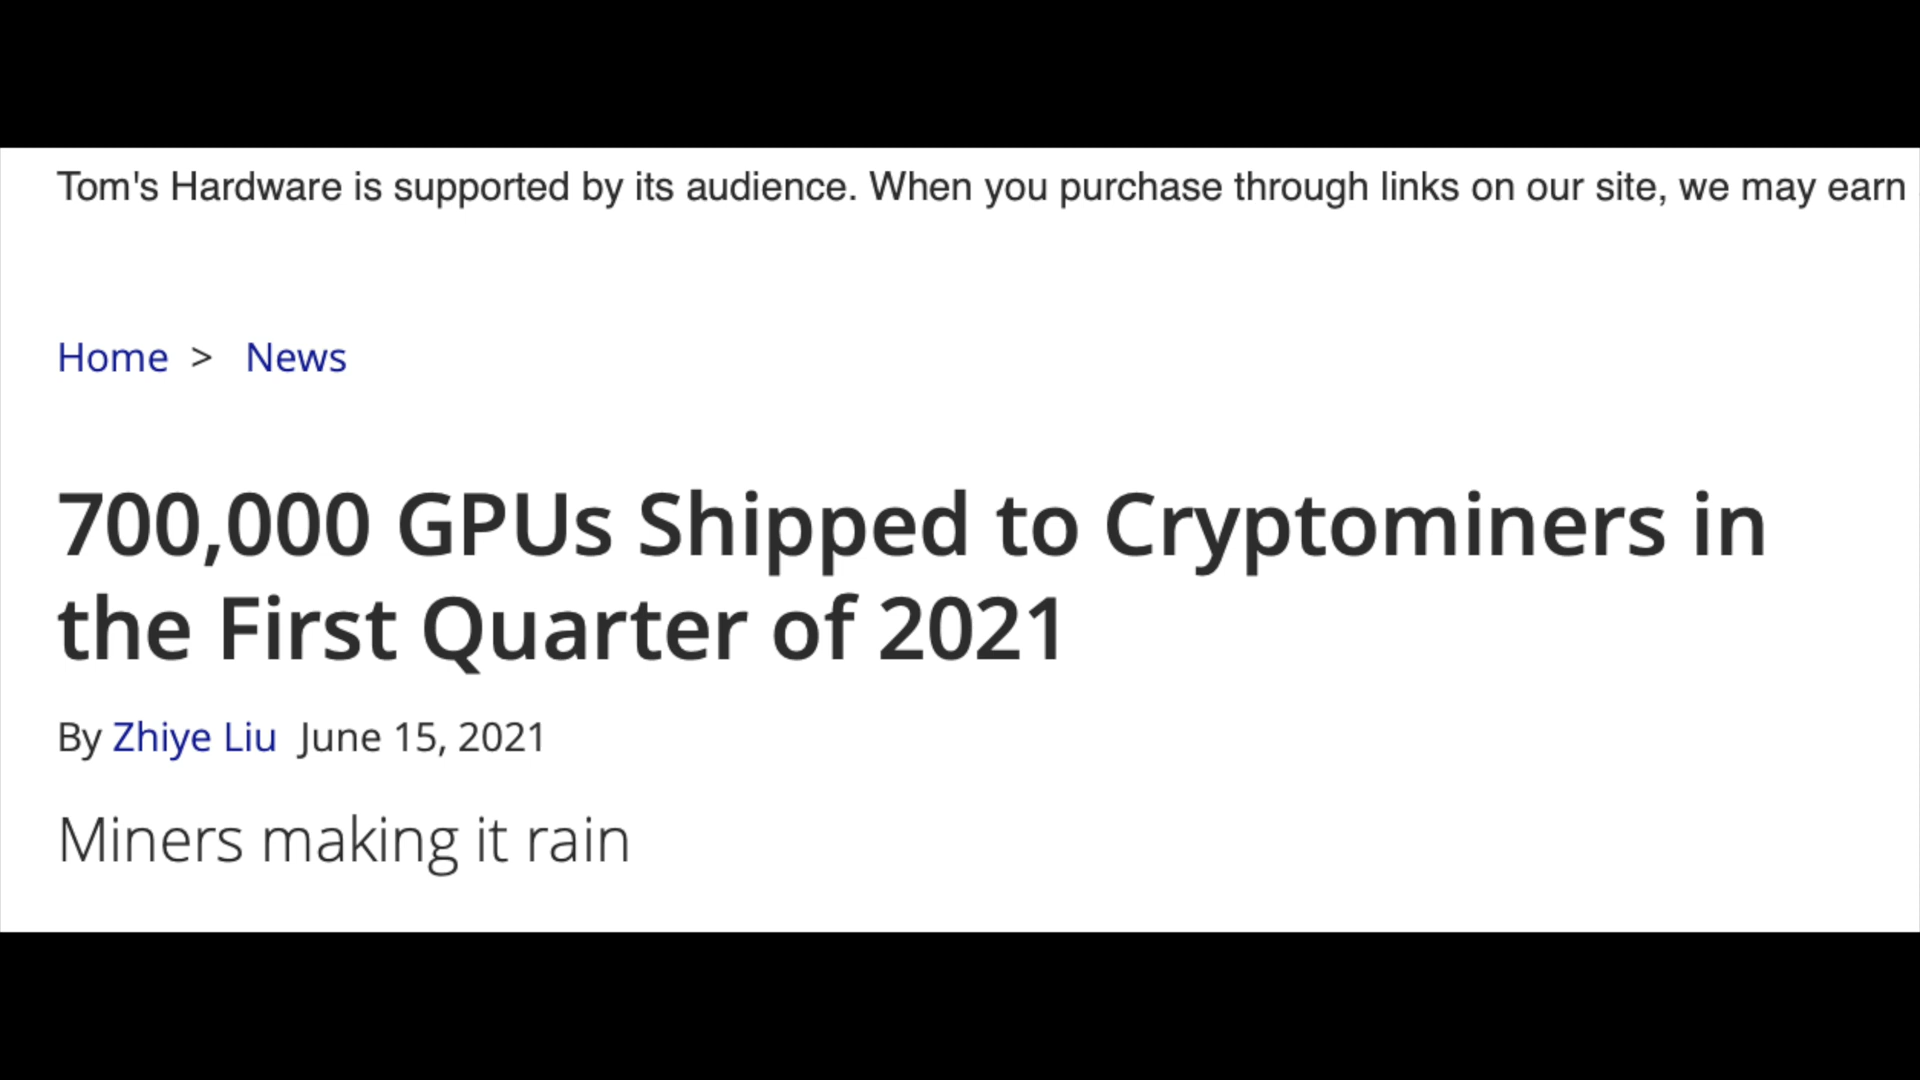 Tom's Hardware is supported by its audience. When you purchase through links on our site, we may earn
Home > News
700,000 GPUs Shipped to Cryptominers in
the First Quarter of 2021
By Zhiye Liu June 15, 2021
Miners making it rain